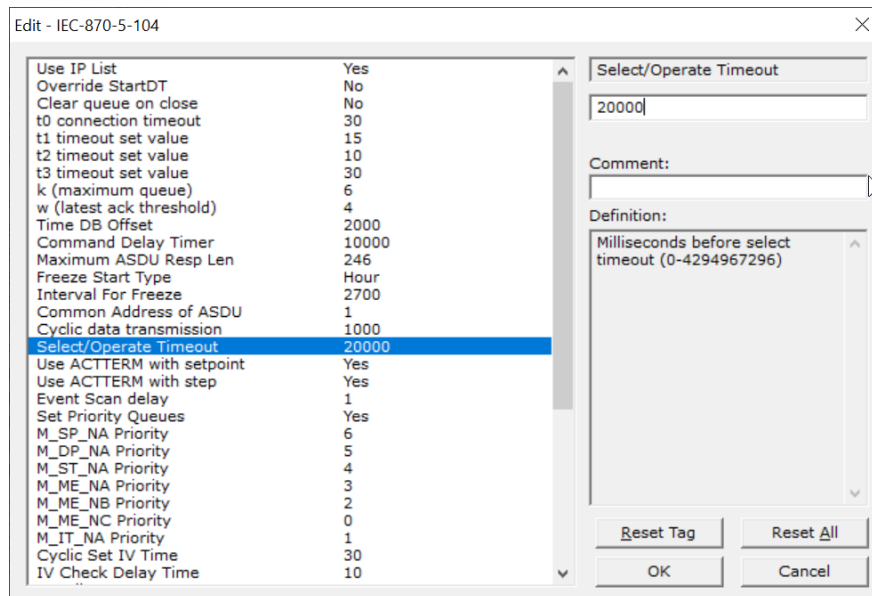 Edit - IEC-870-5-104
Use IP List Yes
Override StartDT No
Clear queue on close No
t0 connection timeout 30
t1 timeout set value 15
t2 timeout set value 10
t3 timeout set value 30
k (maximum queue) 6
w (latest ack threshold) 4
Time DB Offset 2000
Command Delay Timer 10000
Maximum ASDU Resp Len 246
Freeze Start Type Hour
Interval For Freeze 2700
Common Address of ASDU 1
Cyclic data transmission 1000
Select/Operate Timeout 20000
Use ACTTERM with setpoint Yes
Use ACTTERM with step Yes
Event Scan delay 1
Set Priority Queues Yes
M_SP_NA Priority 6
M_DP_NA Priority 5
M_ST_NA Priority 4
M_ME_NA Priority 3
M_ME_NB Priority 2
M_ME_NC Priority 0
M_IT_NA Priority 1
Cyclic Set IV Time 30
IV Check Delay Time 10
Select/Operate Timeout
20000
Comment:
Definition:
Milliseconds before select
timeout (0-4294967296)
Reset Tag Reset All
OK Cancel